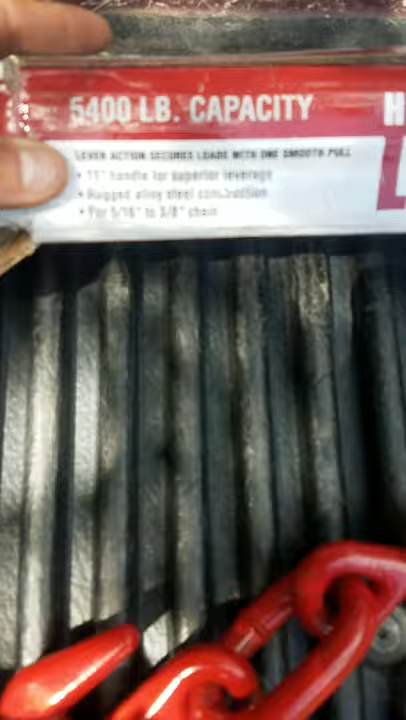 5400 LB. CAPACITY
H
LEVER ACTION SECURES LOADS WITH ONE SMOOTH PULL
L
• 15" handle for superior leverage
• Rugged alloy steel construction
• For 5/16" to 3/8" chain